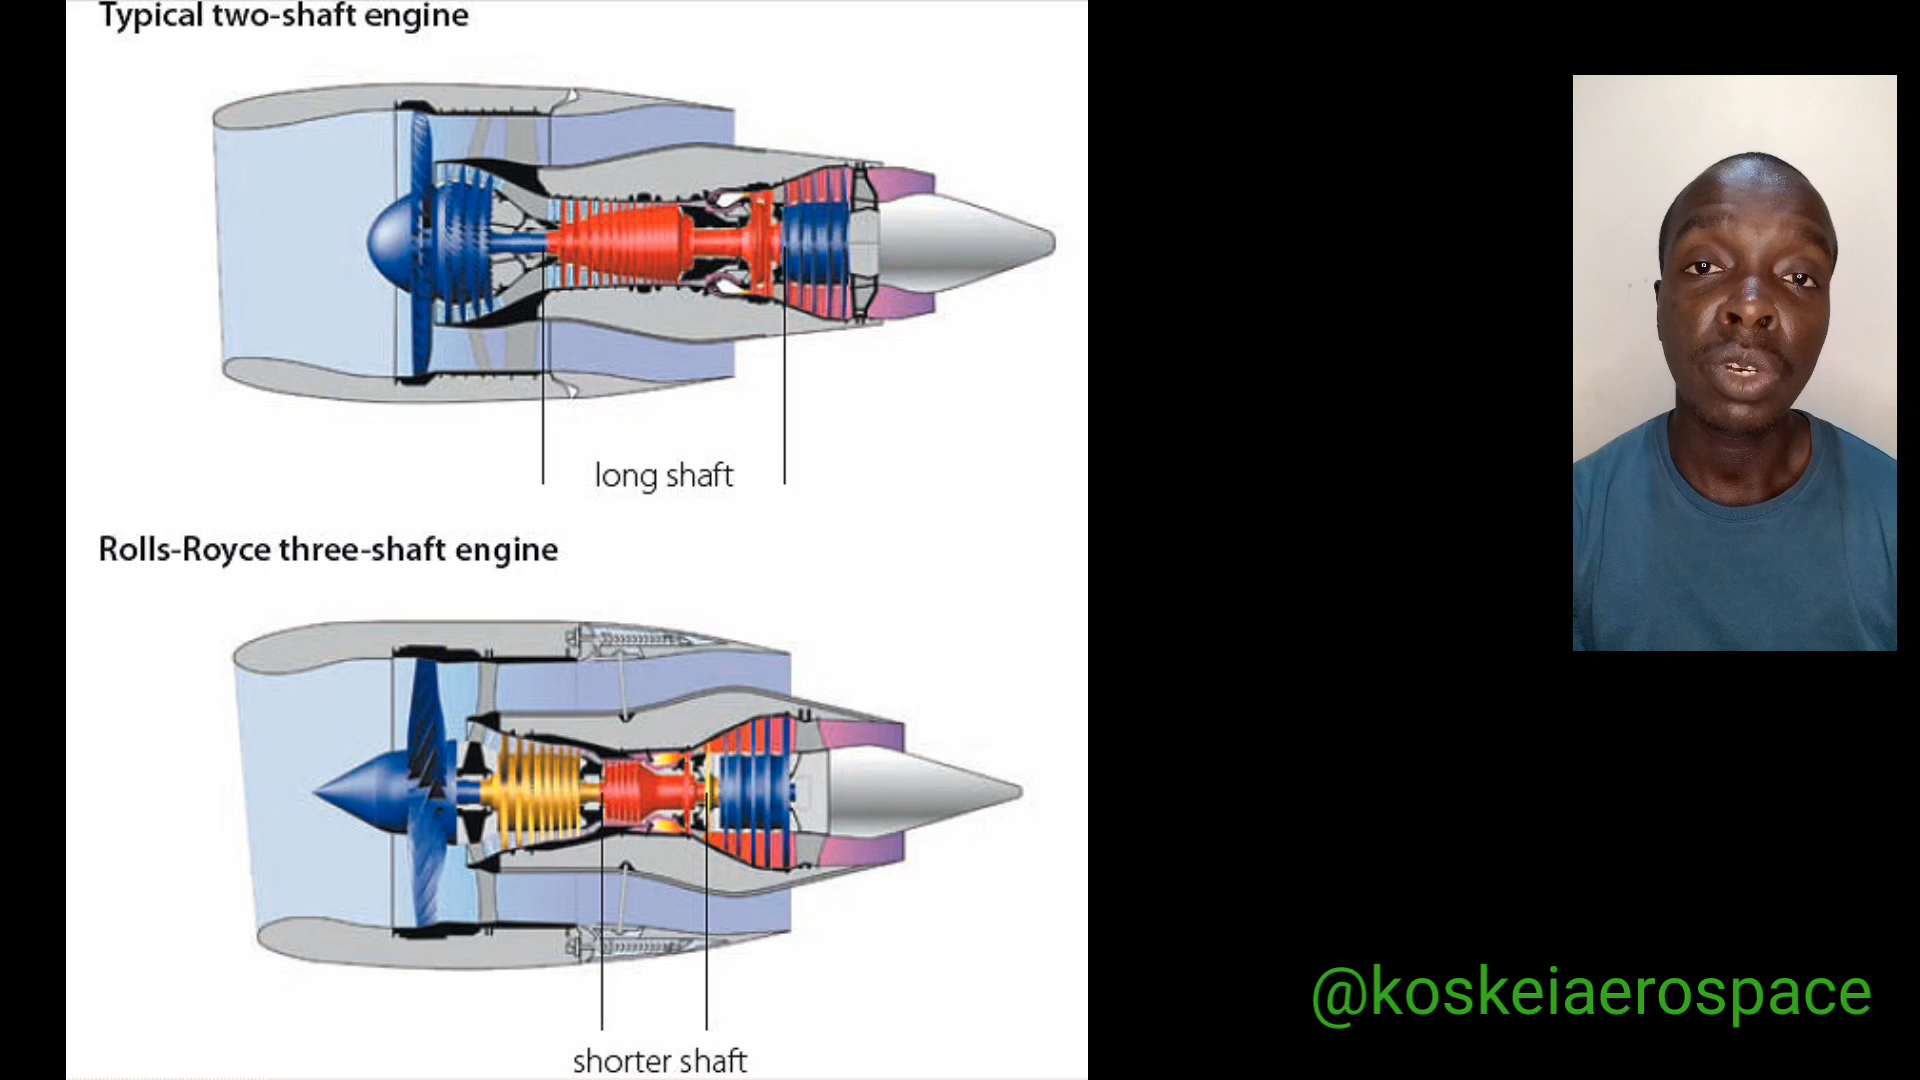 Typical two-shaft engine
long shaft
Rolls-Royce three-shaft engine
shorter shaft
@koskeiaerospace